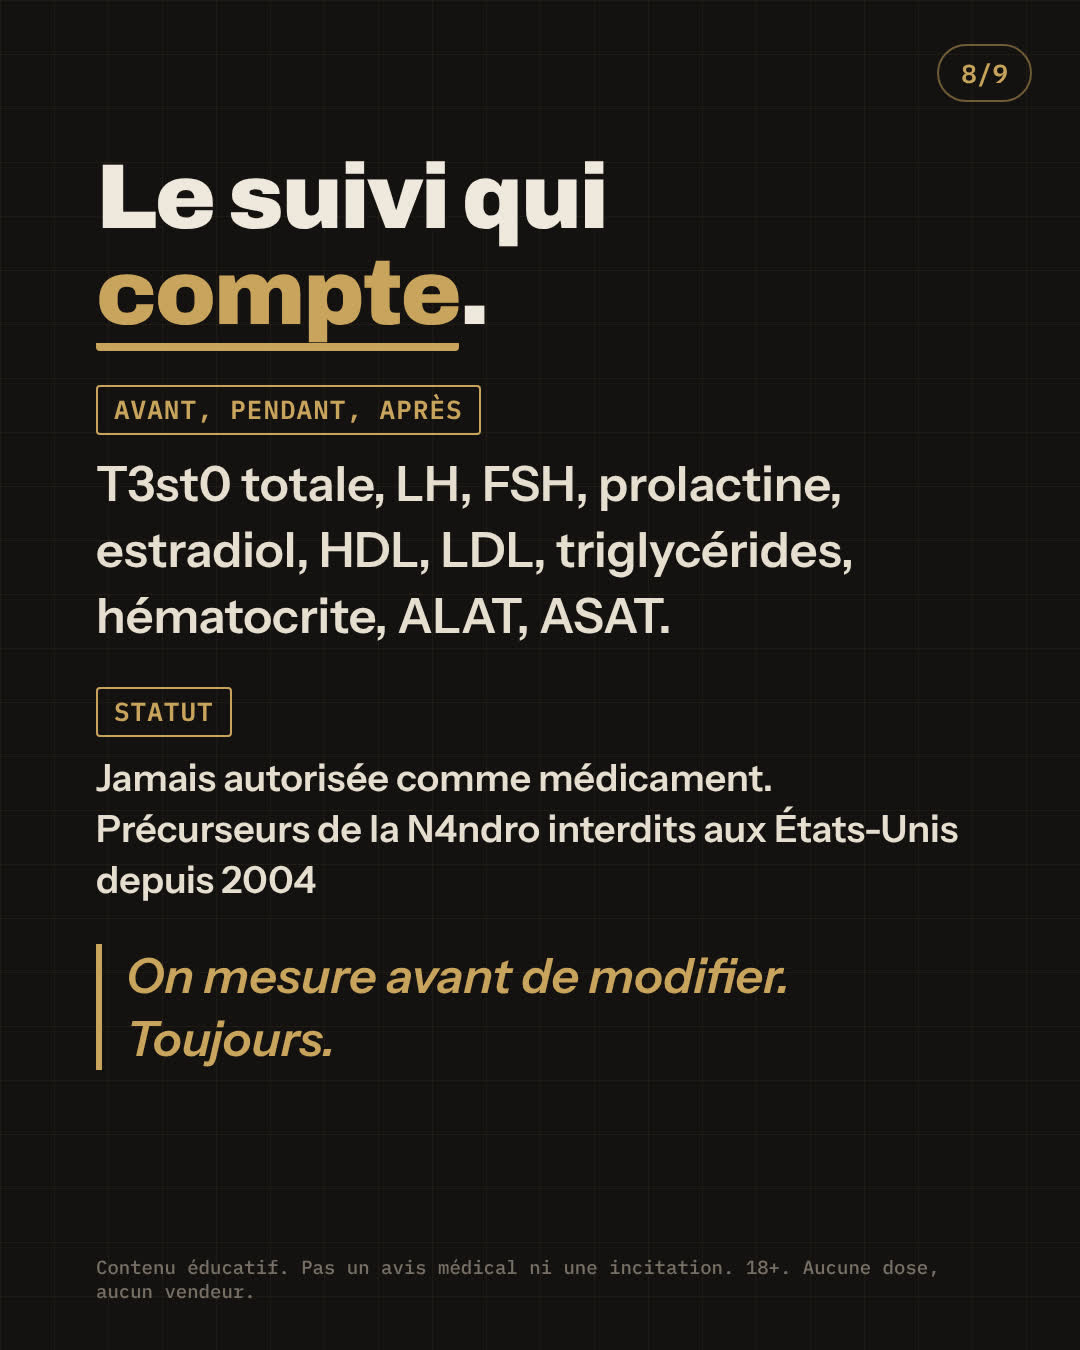 8/9
Le suivi qui
compte.
AVANT, PENDANT, APRÈS
T3st0 totale, LH, FSH, prolactine,
estradiol, HDL, LDL, triglycérides,
hématocrite, ALAT, ASAT.
STATUT
Jamais autorisée comme médicament.
Précurseurs de la N4ndro interdits aux États-Unis
depuis 2004
On mesure avant de modifier.
Toujours.
Contenu éducatif. Pas un avis médical ni une incitation. 18+. Aucune dose,
aucun vendeur.